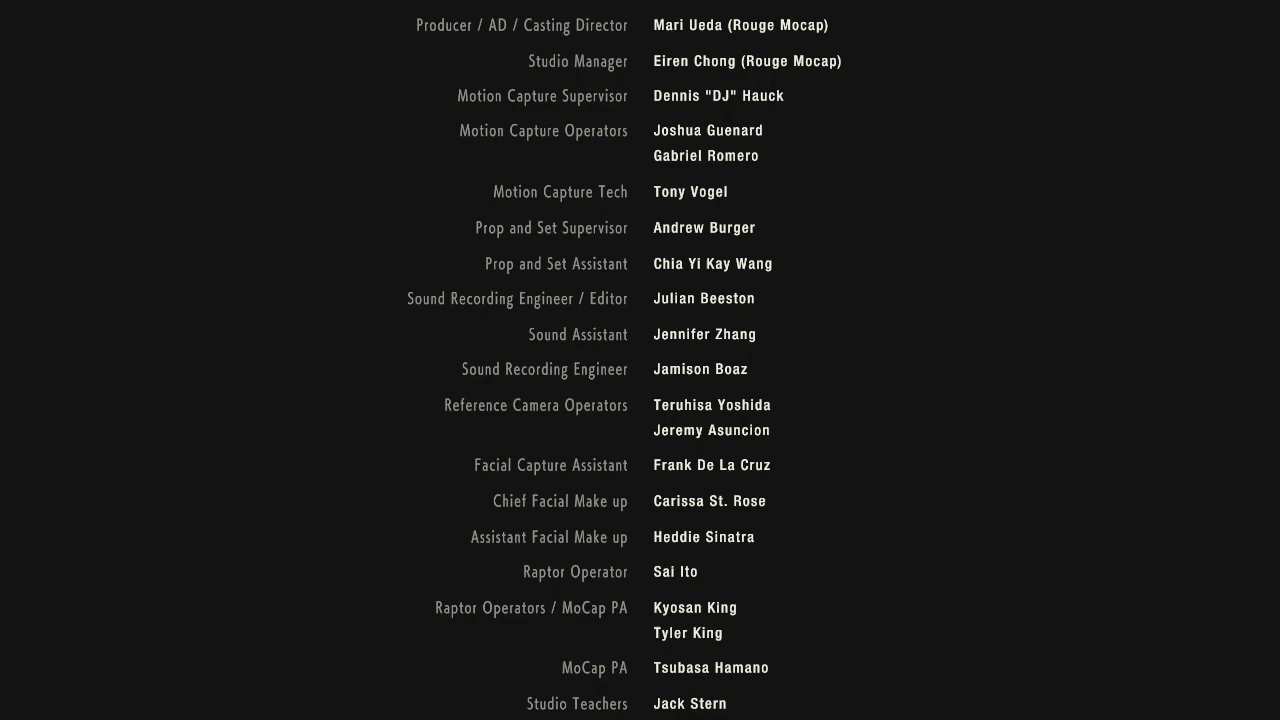 Producer / AD / Casting Director Mari Ueda (Rouge Mocap)
Studio Manager Eiren Chong (Rouge Mocap)
Motion Capture Supervisor Dennis "DJ" Hauck
Motion Capture Operators Joshua Guenard
Gabriel Romero
Motion Capture Tech Tony Vogel
Prop and Set Supervisor Andrew Burger
Prop and Set Assistant Chia Yi Kay Wang
Sound Recording Engineer / Editor Julian Beeston
Sound Assistant Jennifer Zhang
Sound Recording Engineer Jamison Boaz
Reference Camera Operators Teruhisa Yoshida
Jeremy Asuncion
Facial Capture Assistant Frank De La Cruz
Chief Facial Make up Carissa St. Rose
Assistant Facial Make up Heddie Sinatra
Raptor Operator Sai Ito
Raptor Operators / MoCap PA Kyosan King
Tyler King
MoCap PA Tsubasa Hamano
Studio Teachers Jack Stern